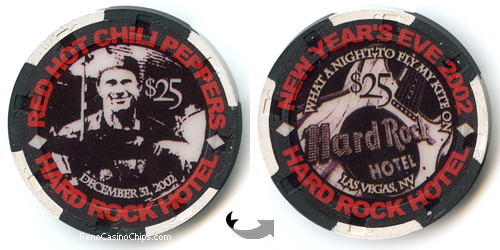 RED HOT CHILI PEPPERS
$25
DECEMBER 31, 2002
HARD ROCK HOTEL
NEW YEAR'S EVE 2002
WHAT A NIGHT TO FLY MY KITE ON
$25
Hard Rock
HOTEL
LAS VEGAS, NV
HARD ROCK HOTEL
RenoCasinoChips.com